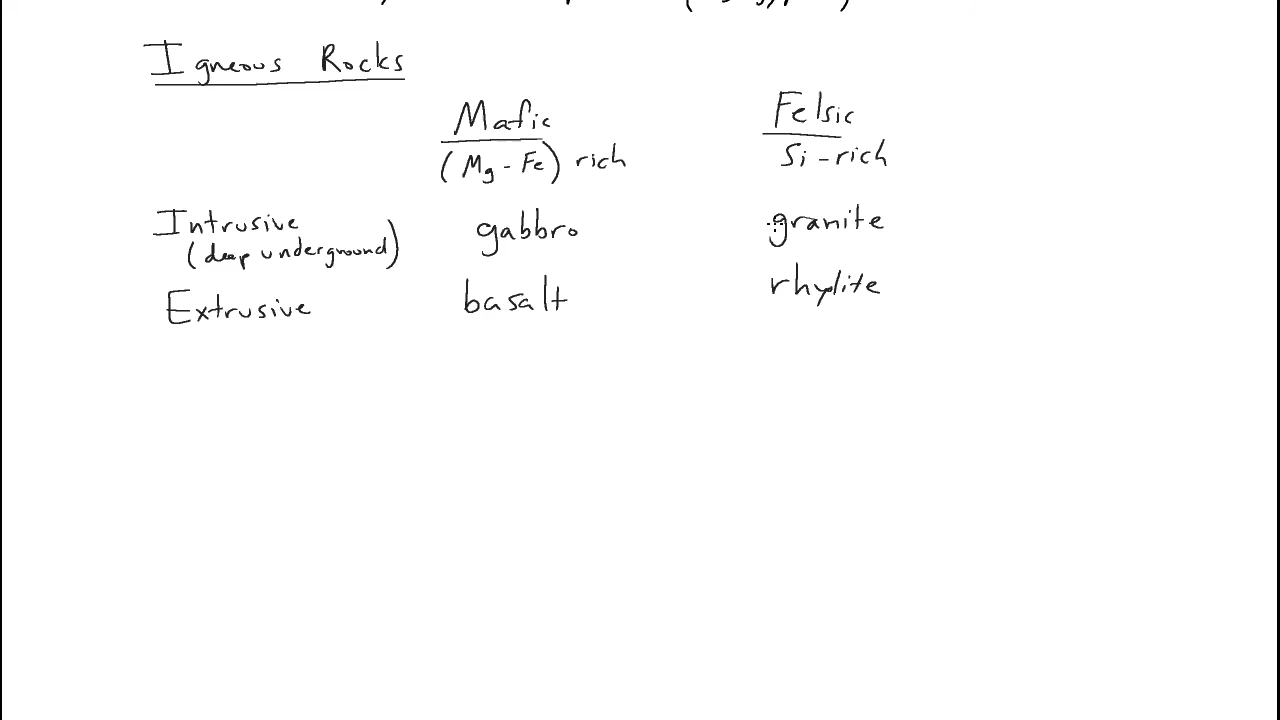 Igneous Rocks
Mafic Felsic
(Mg - Fe) rich Si - rich
Intrusive gabbro granite
(deep underground)
Extrusive basalt rhylite